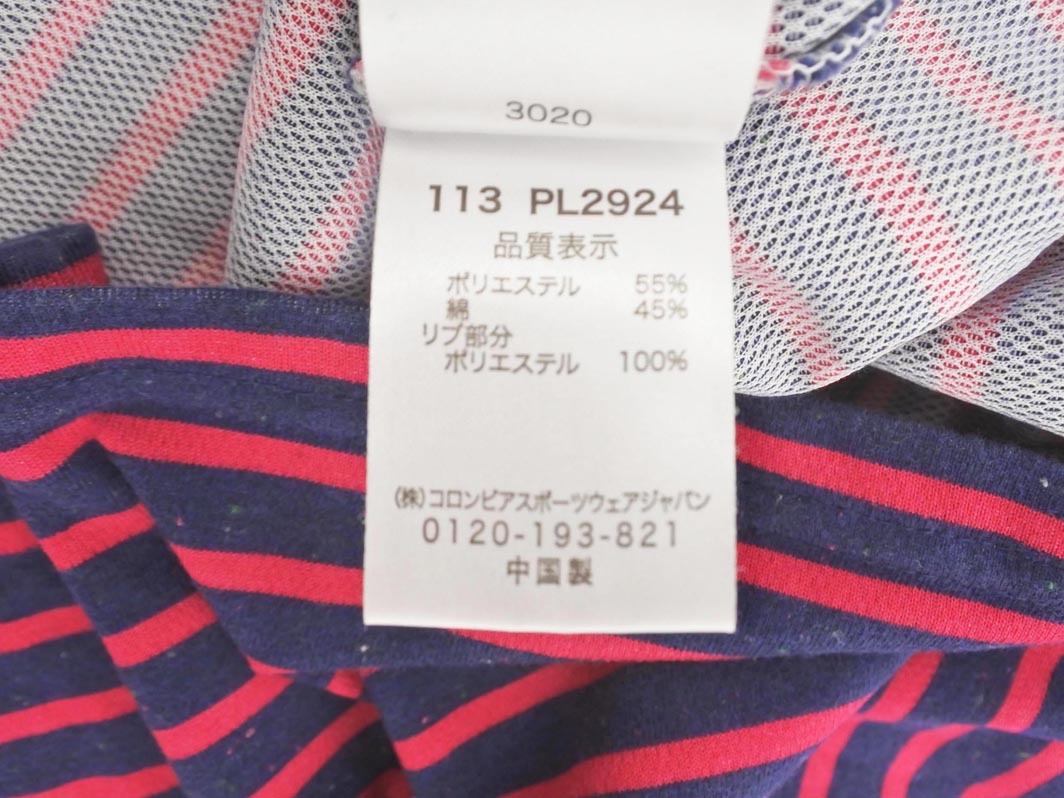 3020
113 PL2924
品質表示
ポリエステル 55%
綿 45%
リブ部分
ポリエステル 100%
(株)コロンビアスポーツウェアジャパン
0120-193-821
中国製